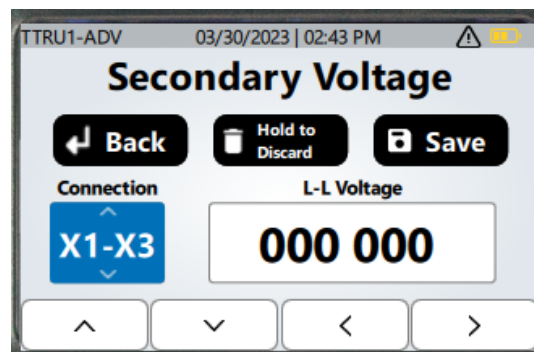 TTRU1-ADV 03/30/2023 | 02:43 PM
Secondary Voltage
Back
Hold to
Discard
Save
Connection
L-L Voltage
X1-X3
000 000